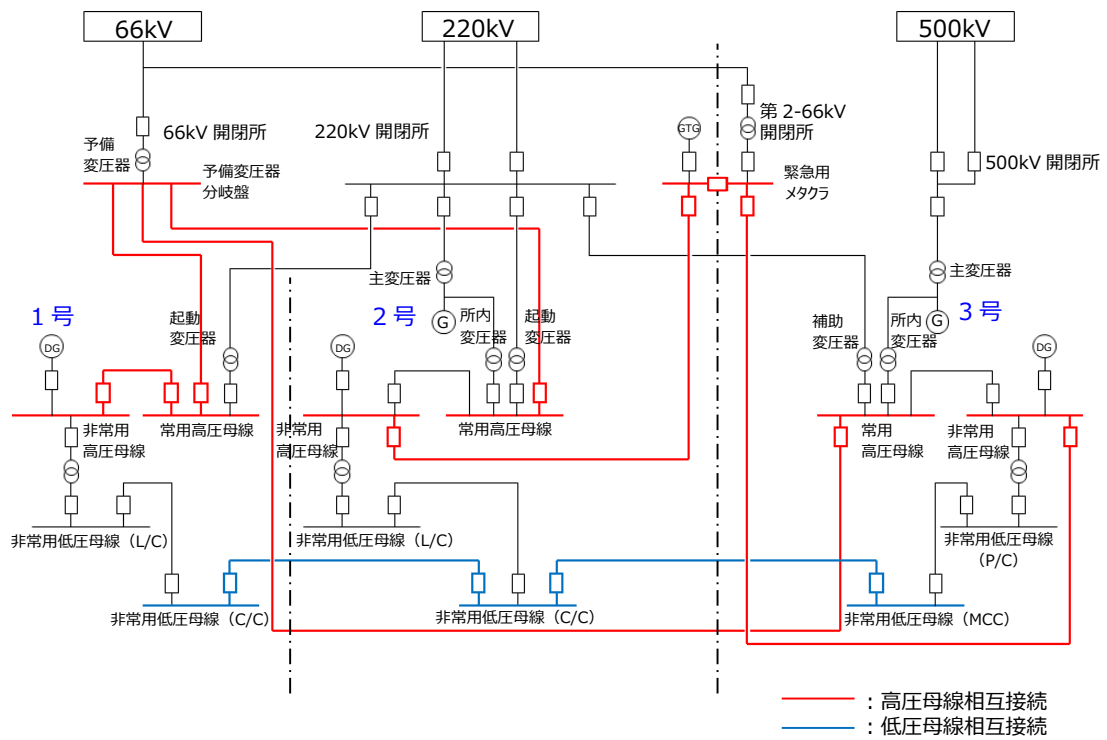 66kV
220kV
500kV
66kV 開閉所
予備
変圧器
予備変圧器
分岐盤
220kV 開閉所
GTG
第 2-66kV
開閉所
緊急用
メタクラ
500kV 開閉所
主変圧器
主変圧器
1 号
起動
変圧器
2 号
G
所内
変圧器
起動
変圧器
補助
変圧器
所内
変圧器
G
3 号
DG
DG
DG
非常用
高圧母線
常用高圧母線
非常用
高圧母線
常用高圧母線
常用
高圧母線
非常用
高圧母線
非常用低圧母線（L/C）
非常用低圧母線（L/C）
非常用低圧母線
（P/C）
非常用低圧母線（C/C）
非常用低圧母線（C/C）
非常用低圧母線（MCC）
：高圧母線相互接続
：低圧母線相互接続